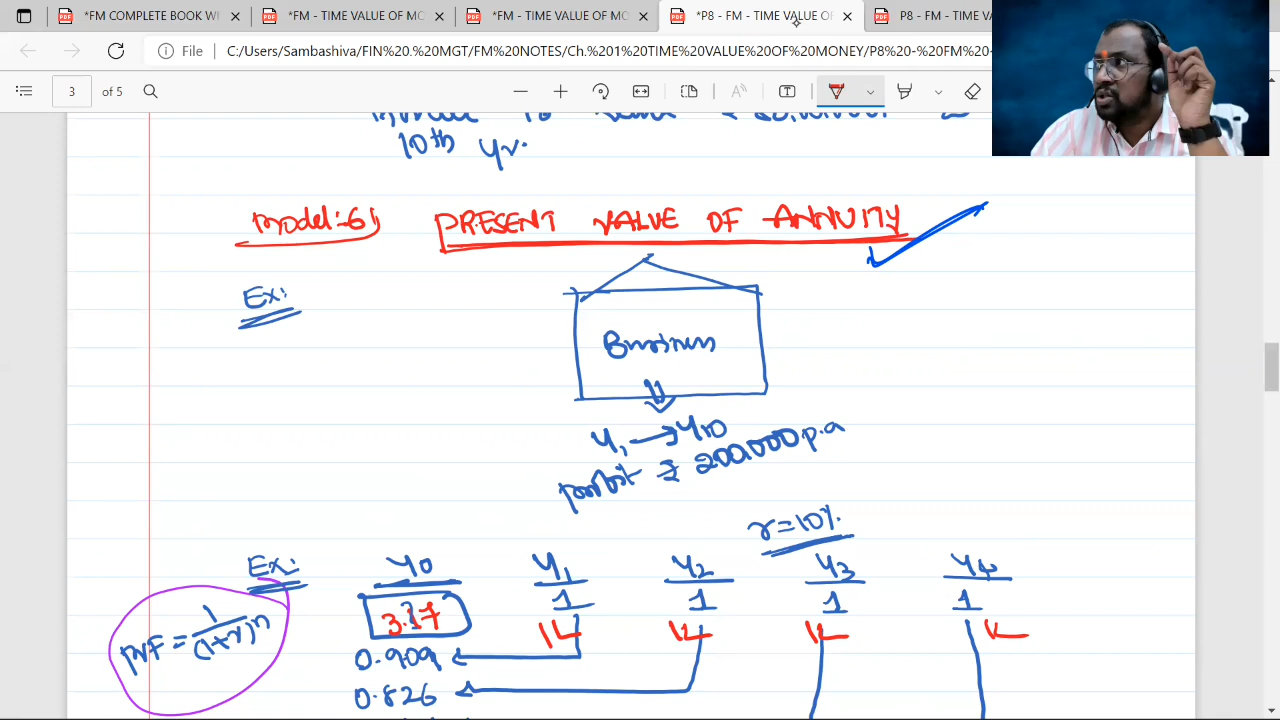 *FM COMPLETE BOOK WI
*FM - TIME VALUE OF MO
*FM - TIME VALUE OF MO
*P8 - FM - TIME VALUE OF
P8 - FM - TIME VA
File
C:/Users/Sambashiva/FIN%20.%20MGT/FM%20NOTES/Ch.%201%20TIME%20VALUE%20OF%20MONEY/P8%20-%20FM%20-
3 of 5
10th yr.
Model:-6) PRESENT VALUE OF ANNUITY
Ex:
Business
Y1 → Y10
profit ₹ 200,000 p.a
r = 10%
Ex: Y0 Y1 Y2 Y3 Y4
3.17 1 1 1 1
PVF = 1/(1+r)n
1L 1L 1L 1L
0.909
0.826